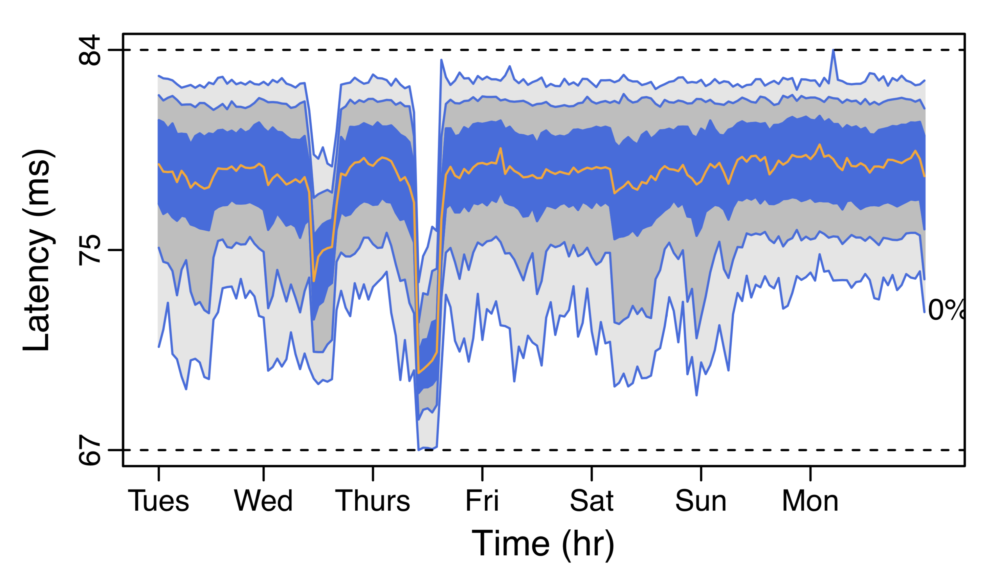 Latency (ms)
84
75
67
0%
Tues Wed Thurs Fri Sat Sun Mon
Time (hr)